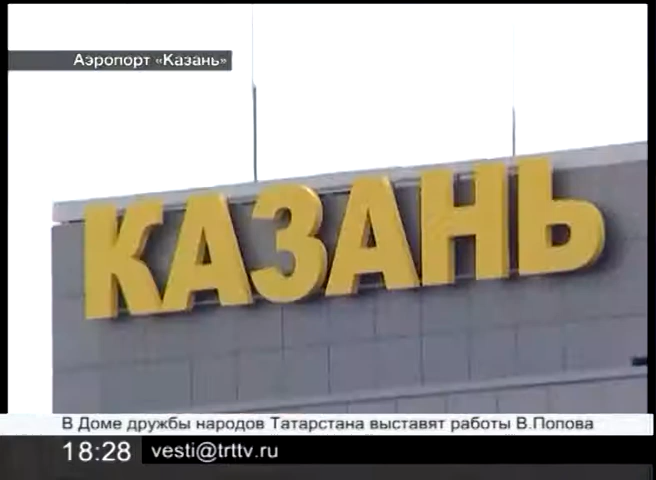 Аэропорт «Казань»
КАЗАНЬ
В Доме дружбы народов Татарстана выставят работы В.Попова
18:28 vesti@trttv.ru